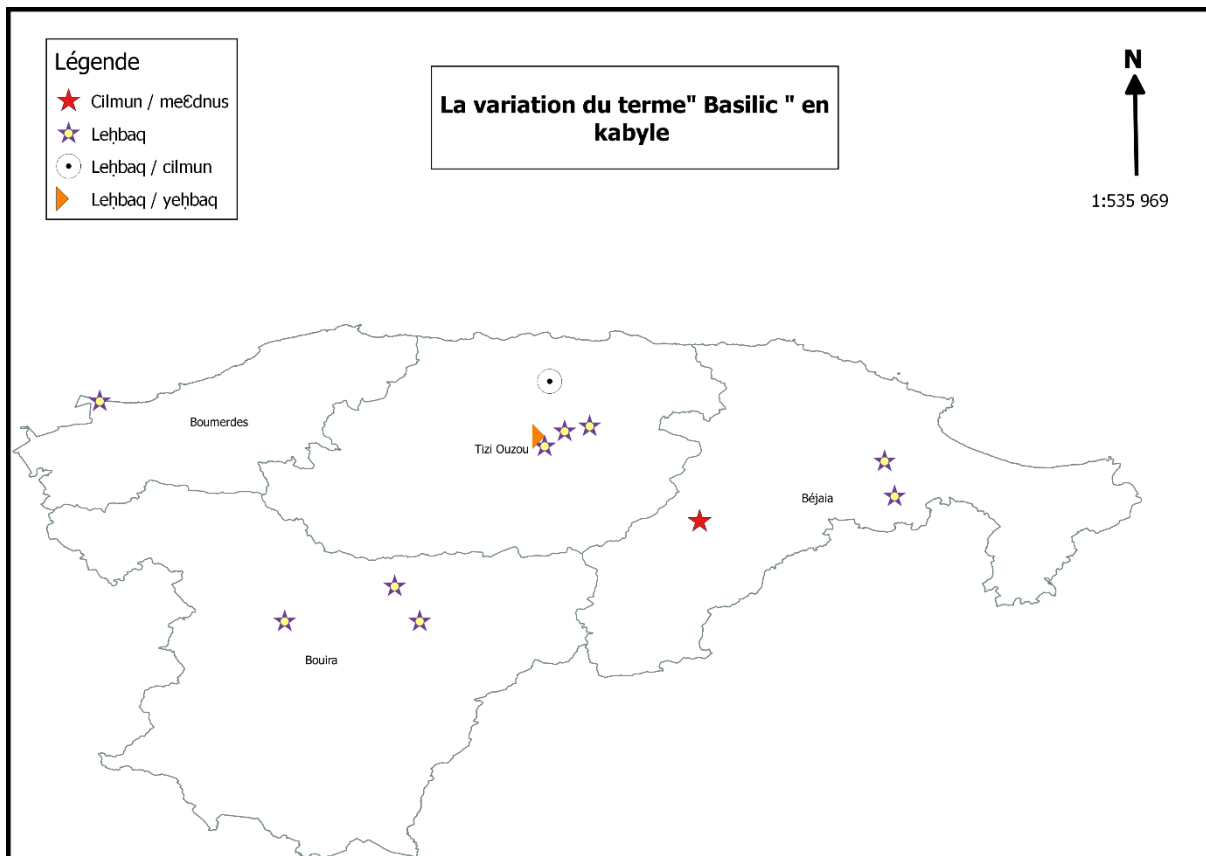 Légende
Cilmun / meƐdnus
Leḥbaq
Leḥbaq / cilmun
Leḥbaq / yeḥbaq
La variation du terme" Basilic " en
kabyle
N
1:535 969
Boumerdes
Tizi Ouzou
Béjaia
Bouira